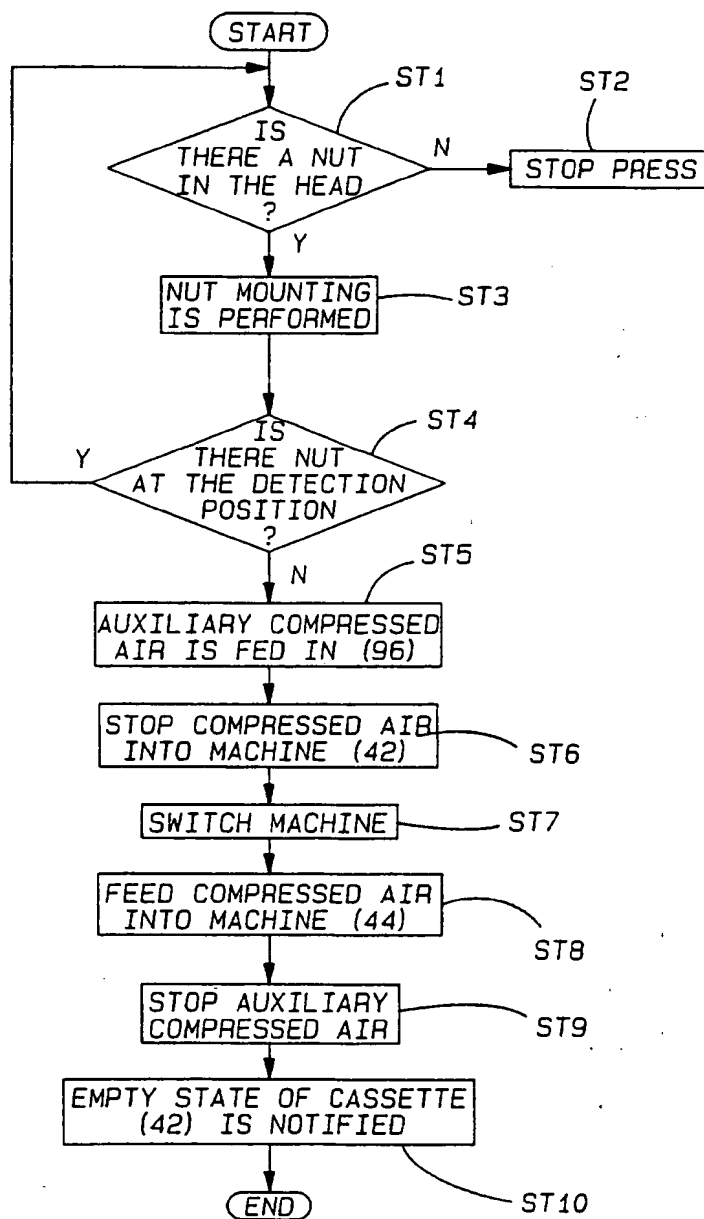 START
ST1
ST2
IS
THERE A NUT
IN THE HEAD
?
N
STOP PRESS
Y
NUT MOUNTING
IS PERFORMED
ST3
ST4
IS
THERE NUT
AT THE DETECTION
POSITION
?
Y
N
ST5
AUXILIARY COMPRESSED
AIR IS FED IN (96)
STOP COMPRESSED AIR
INTO MACHINE (42)
ST6
SWITCH MACHINE
ST7
FEED COMPRESSED AIR
INTO MACHINE (44)
ST8
STOP AUXILIARY
COMPRESSED AIR
ST9
EMPTY STATE OF CASSETTE
(42) IS NOTIFIED
ST10
END